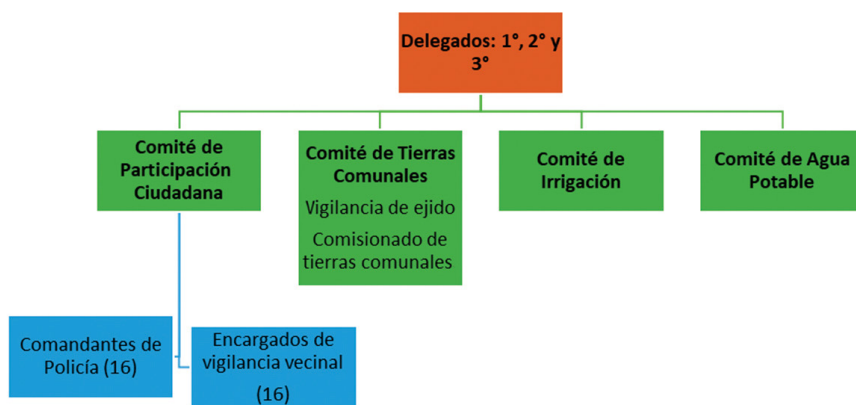 Delegados: 1°, 2° y
3°
Comité de
Participación
Ciudadana
Comité de Tierras
Comunales
Vigilancia de ejido
Comisionado de
tierras comunales
Comité de
Irrigación
Comité de Agua
Potable
Comandantes de
Policía (16)
Encargados de
vigilancia vecinal
(16)